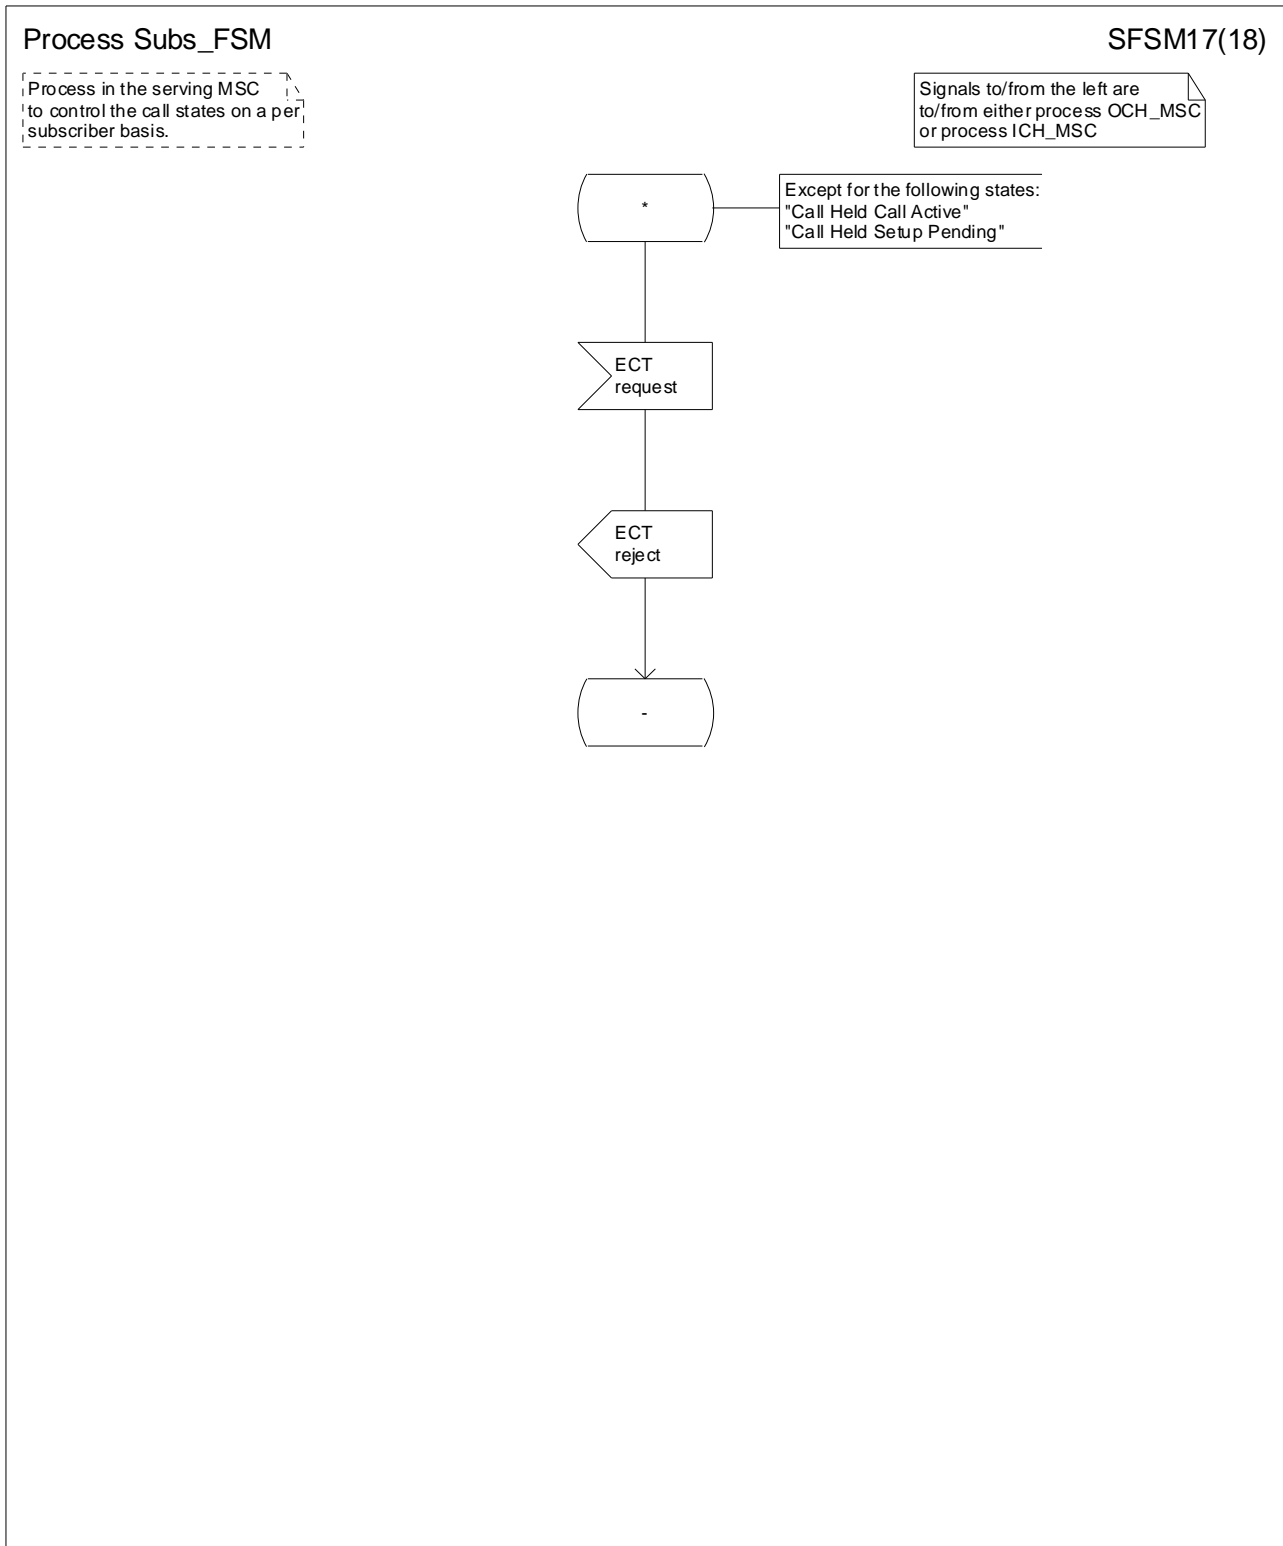 Process Subs_FSM
SFSM17(18)
Process in the serving MSC
to control the call states on a per
subscriber basis.
Signals to/from the left are
to/from either process OCH_MSC
or process ICH_MSC
*
Except for the following states:
"Call Held Call Active"
"Call Held Setup Pending"
ECT
request
ECT
reject
-